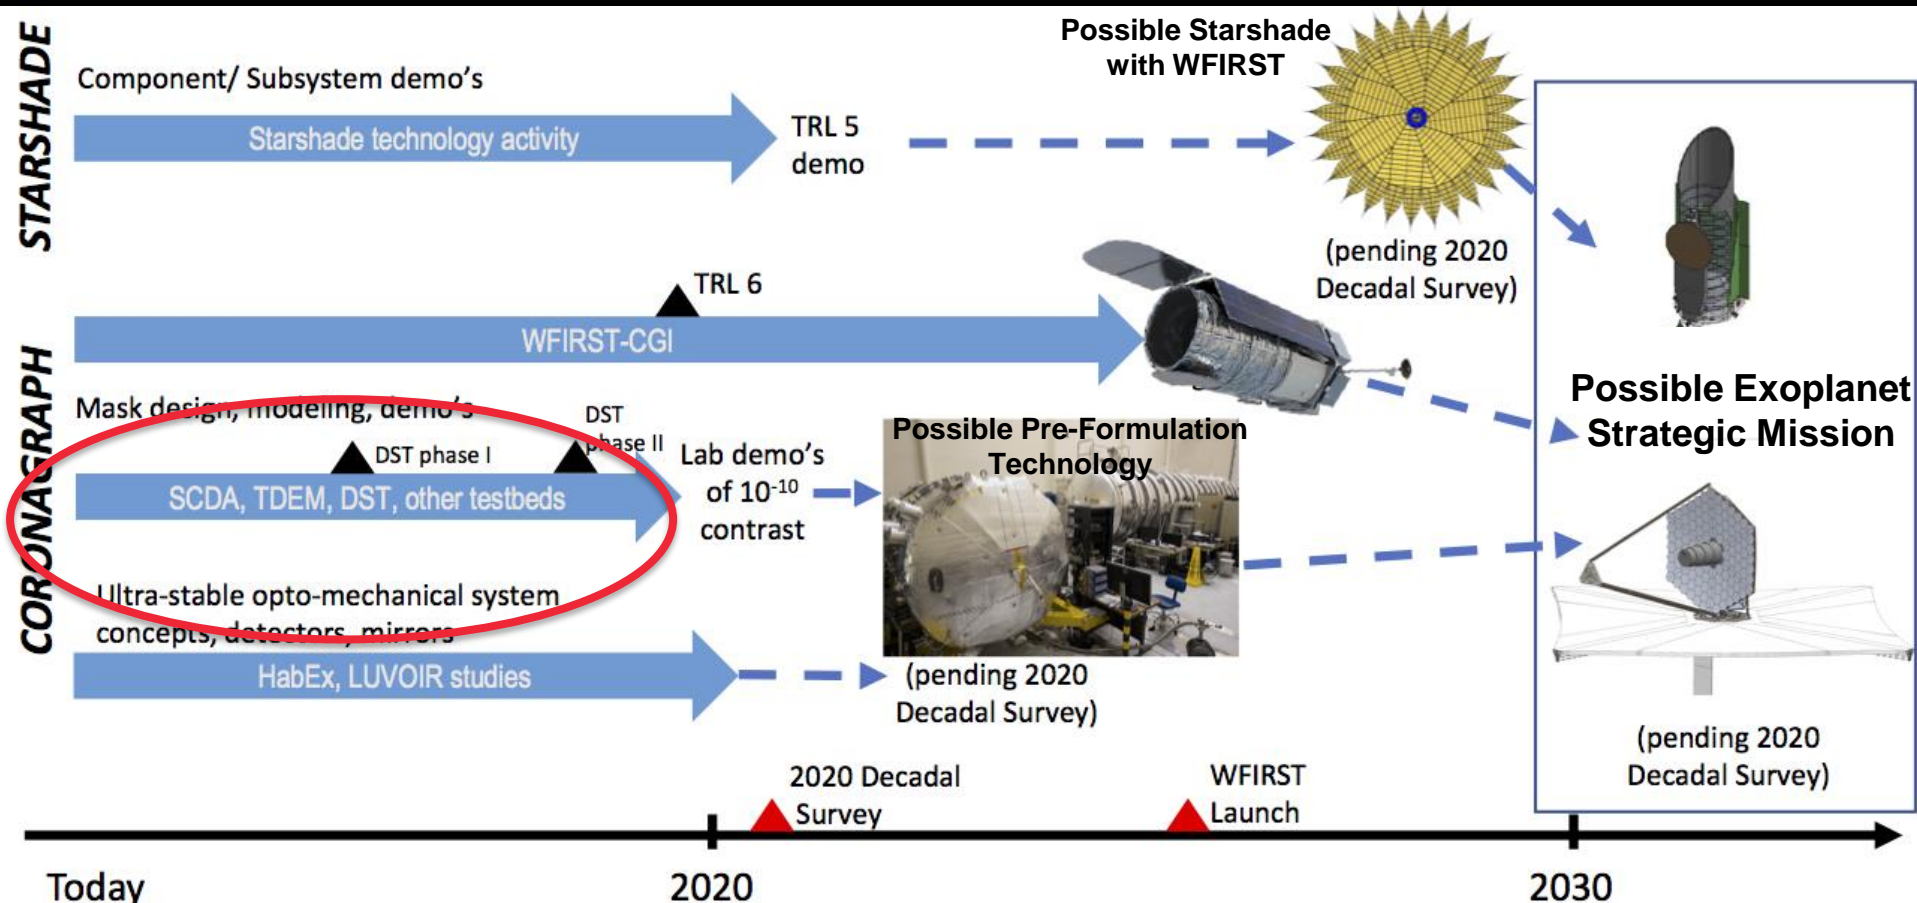 STARSHADE
Component/ Subsystem demo's
Starshade technology activity
TRL 5
demo
Possible Starshade
with WFIRST
(pending 2020
Decadal Survey)
CORONAGRAPH
TRL 6
WFIRST-CGI
Mask design, modeling, demo's
DST phase I
DST
phase II
SCDA, TDEM, DST, other testbeds
Lab demo's
of 10⁻¹⁰
contrast
Possible Pre-Formulation
Technology
(pending 2020
Decadal Survey)
Ultra-stable opto-mechanical system
concepts, detectors, mirrors
HabEx, LUVOIR studies
Possible Exoplanet
Strategic Mission
(pending 2020
Decadal Survey)
2020 Decadal
Survey
WFIRST
Launch
Today
2020
2030